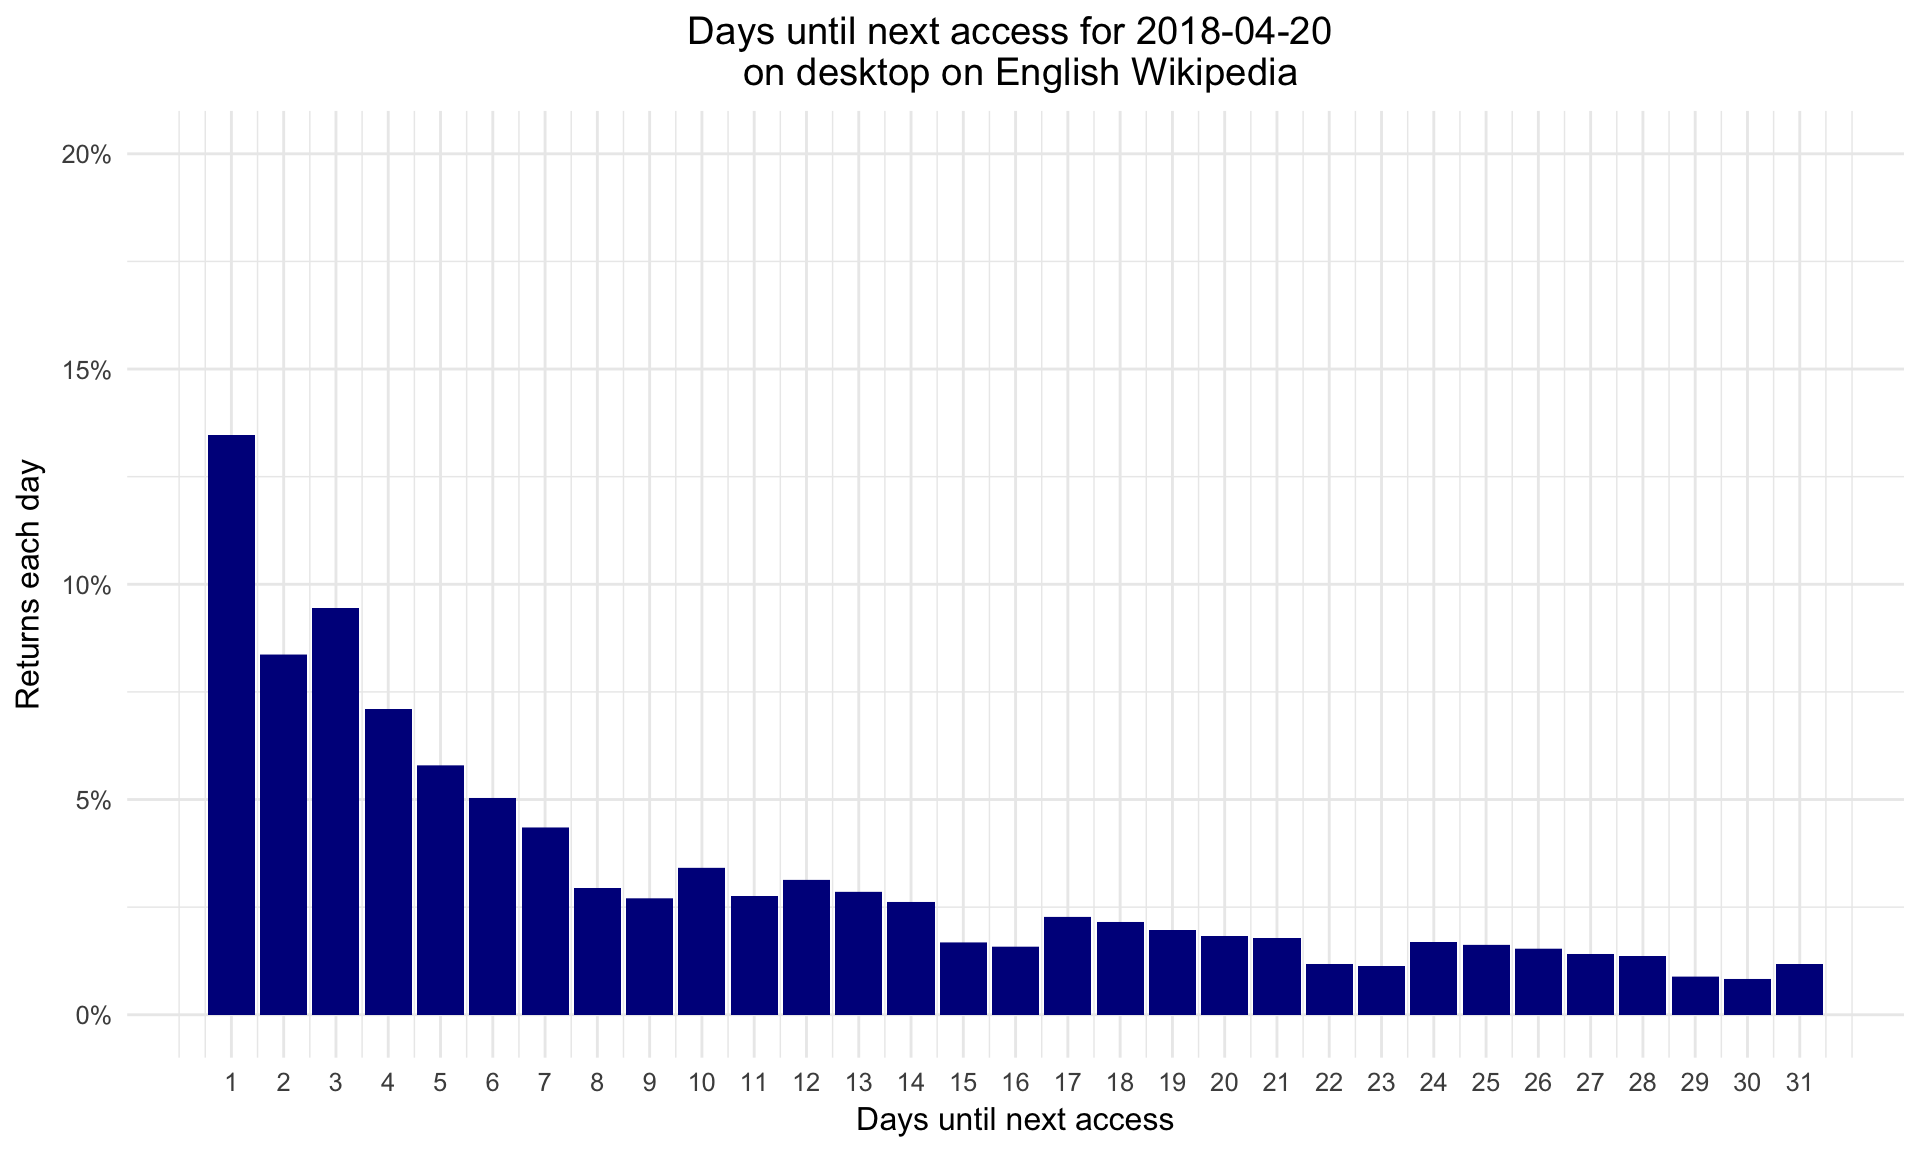 Days until next access for 2018-04-20
on desktop on English Wikipedia
20%
15%
10%
5%
0%
Returns each day
1 2 3 4 5 6 7 8 9 10 11 12 13 14 15 16 17 18 19 20 21 22 23 24 25 26 27 28 29 30 31
Days until next access